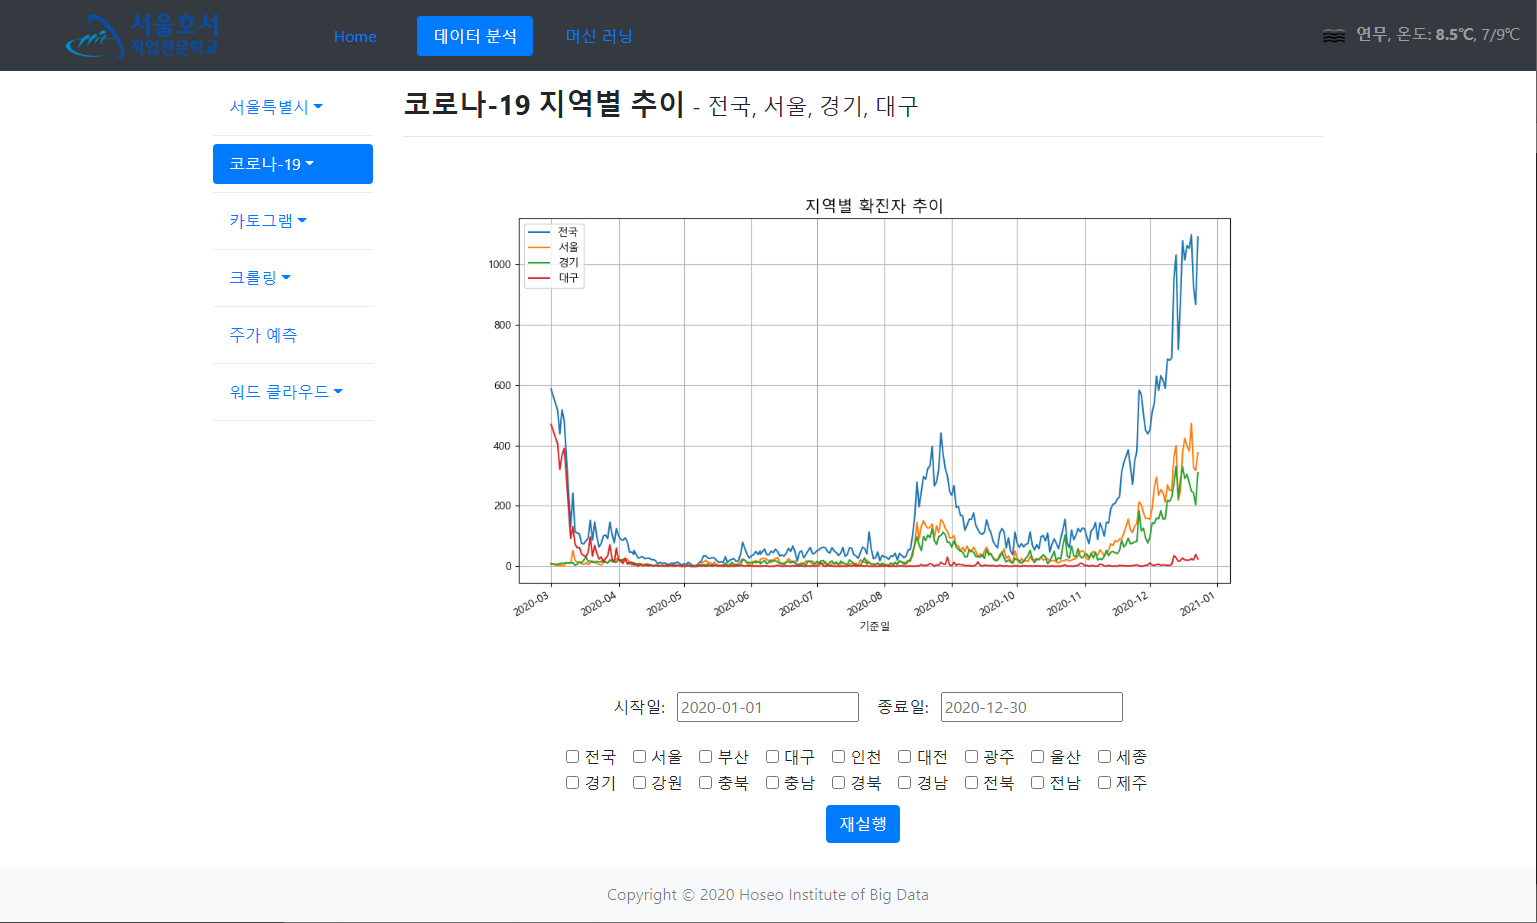 서울호서
직업전문학교
Home
데이터 분석
머신 러닝
연무, 온도: 8.5℃, 7/9℃
서울특별시
코로나-19
카토그램
크롤링
주가 예측
워드 클라우드
코로나-19 지역별 추이 - 전국, 서울, 경기, 대구
지역별 확진자 추이
전국
서울
경기
대구
1000
800
600
400
200
0
2020-03 2020-04 2020-05 2020-06 2020-07 2020-08 2020-09 2020-10 2020-11 2020-12 2021-01
기준일
시작일: 2020-01-01 종료일: 2020-12-30
전국 서울 부산 대구 인천 대전 광주 울산 세종
경기 강원 충북 충남 경북 경남 전북 전남 제주
재실행
Copyright © 2020 Hoseo Institute of Big Data